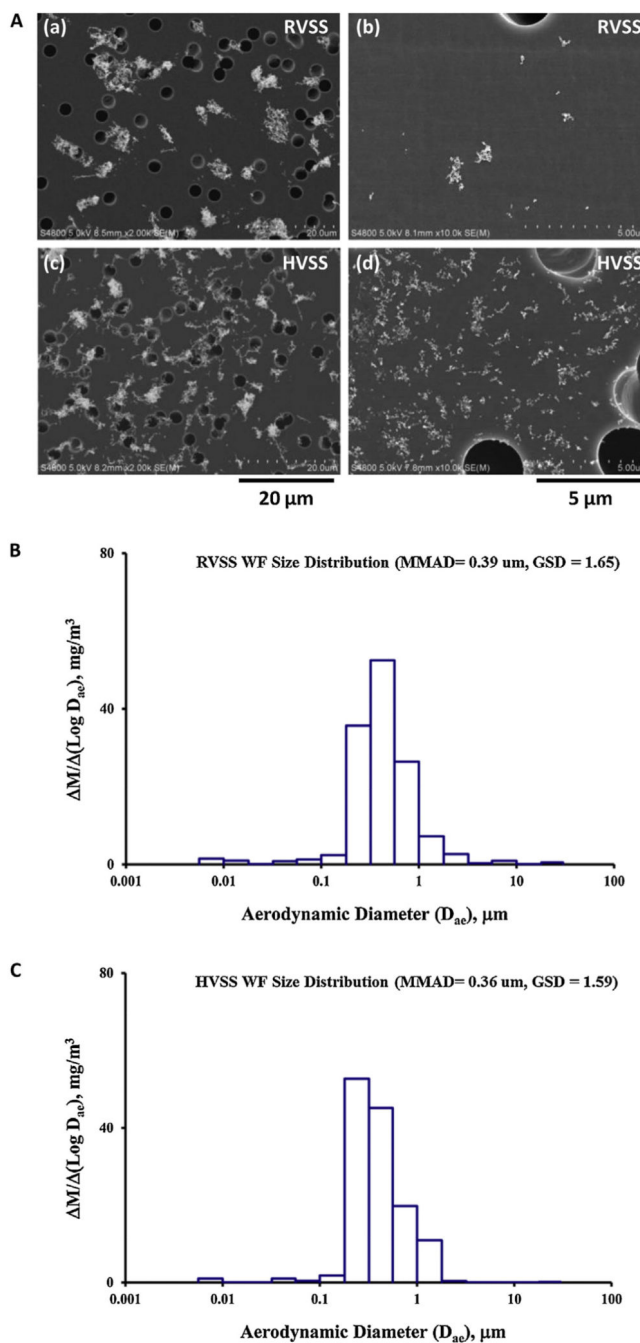 A
(a) RVSS
(b) RVSS
S4800 5.0kV 8.5mm x2.00k SE(M) 20.0um
S4800 5.0kV 8.1mm x10.0k SE(M) 5.00um
(c) HVSS
(d) HVSS
S4800 5.0kV 8.2mm x2.00k SE(M) 20.0um
S4800 5.0kV 7.8mm x10.0k SE(M) 5.00um
20 µm
5 µm
B
RVSS WF Size Distribution (MMAD= 0.39 um, GSD = 1.65)
80
40
0
ΔM/Δ(Log Dae), mg/m³
0.001 0.01 0.1 1 10 100
Aerodynamic Diameter (Dae), µm
C
HVSS WF Size Distribution (MMAD= 0.36 um, GSD = 1.59)
80
40
0
ΔM/Δ(Log Dae), mg/m³
0.001 0.01 0.1 1 10 100
Aerodynamic Diameter (Dae), µm